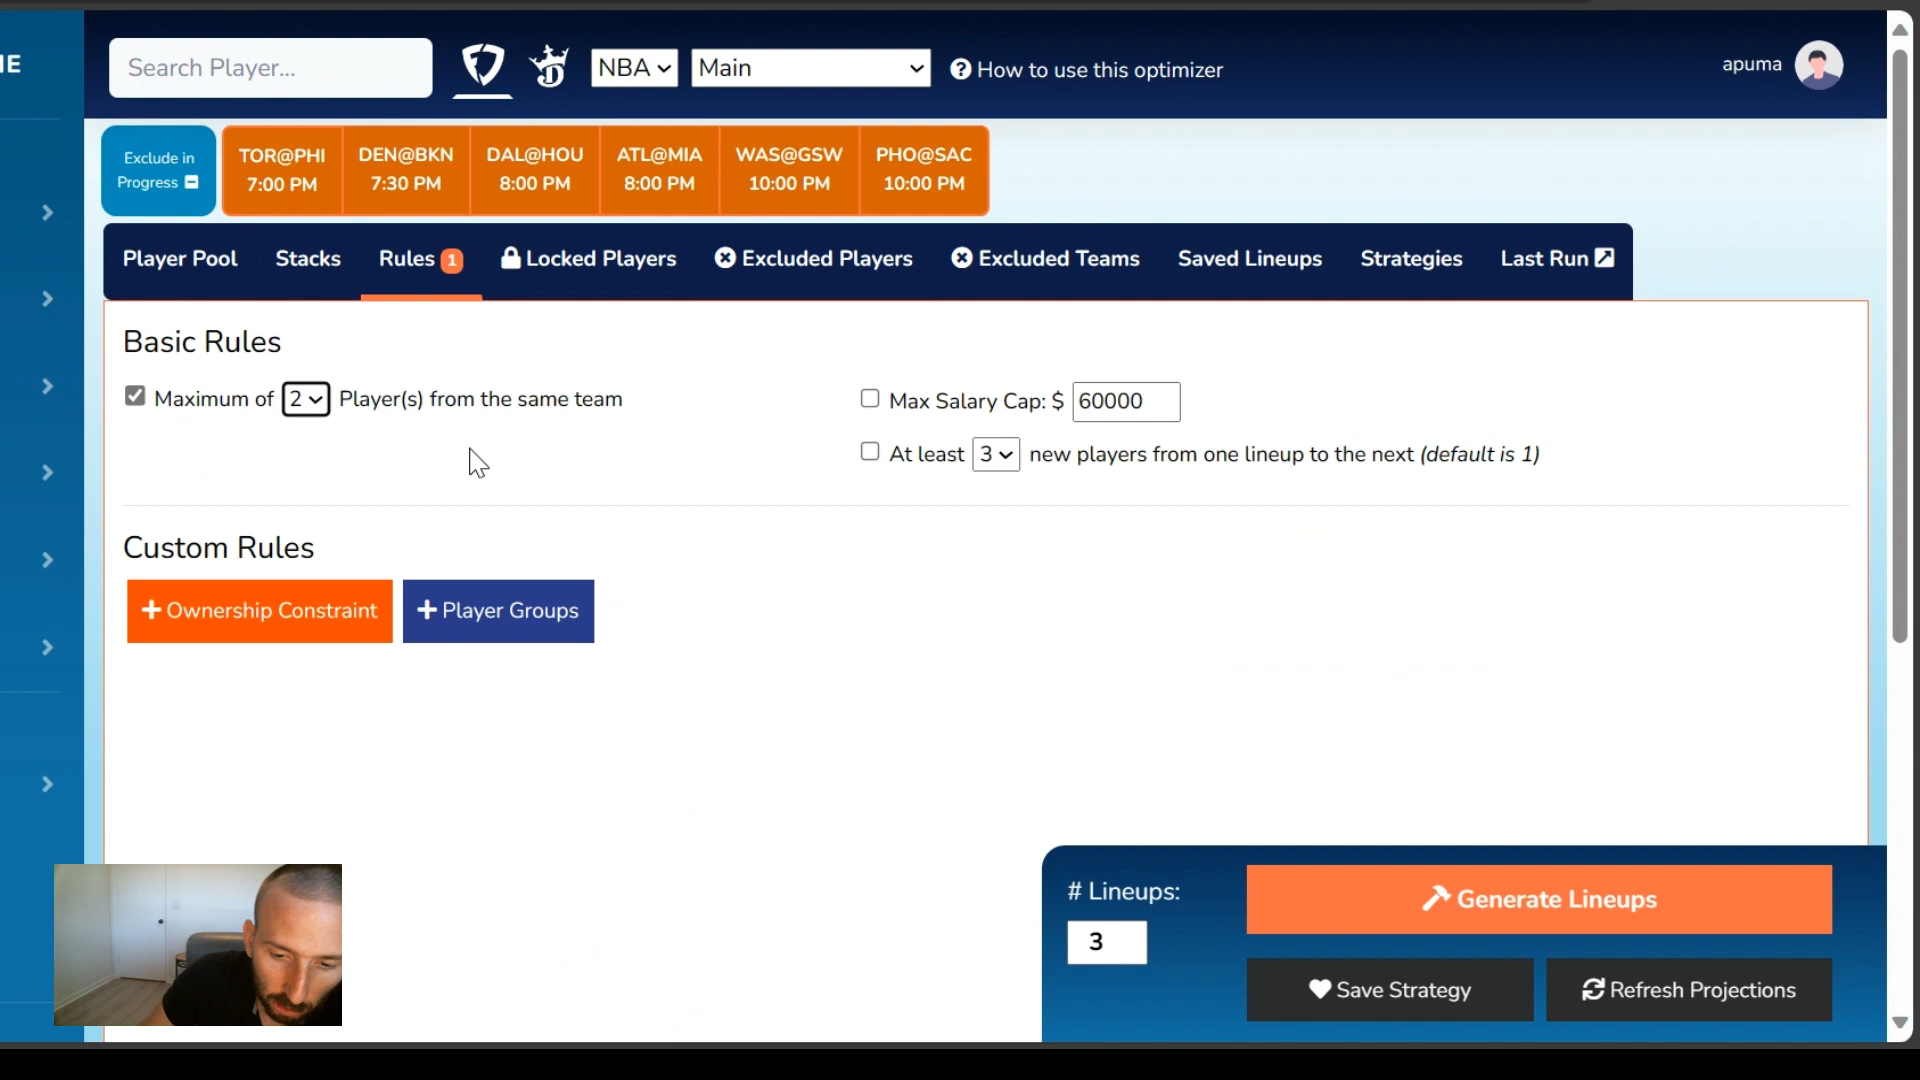 IE
Search Player...
NBA
Main
How to use this optimizer
apuma
Exclude in
Progress
TOR@PHI
7:00 PM
DEN@BKN
7:30 PM
DAL@HOU
8:00 PM
ATL@MIA
8:00 PM
WAS@GSW
10:00 PM
PHO@SAC
10:00 PM
Player Pool
Stacks
Rules 1
Locked Players
Excluded Players
Excluded Teams
Saved Lineups
Strategies
Last Run
Basic Rules
Maximum of 2 Player(s) from the same team
Max Salary Cap: $ 60000
At least 3 new players from one lineup to the next (default is 1)
Custom Rules
+ Ownership Constraint
+ Player Groups
# Lineups:
3
Generate Lineups
Save Strategy
Refresh Projections